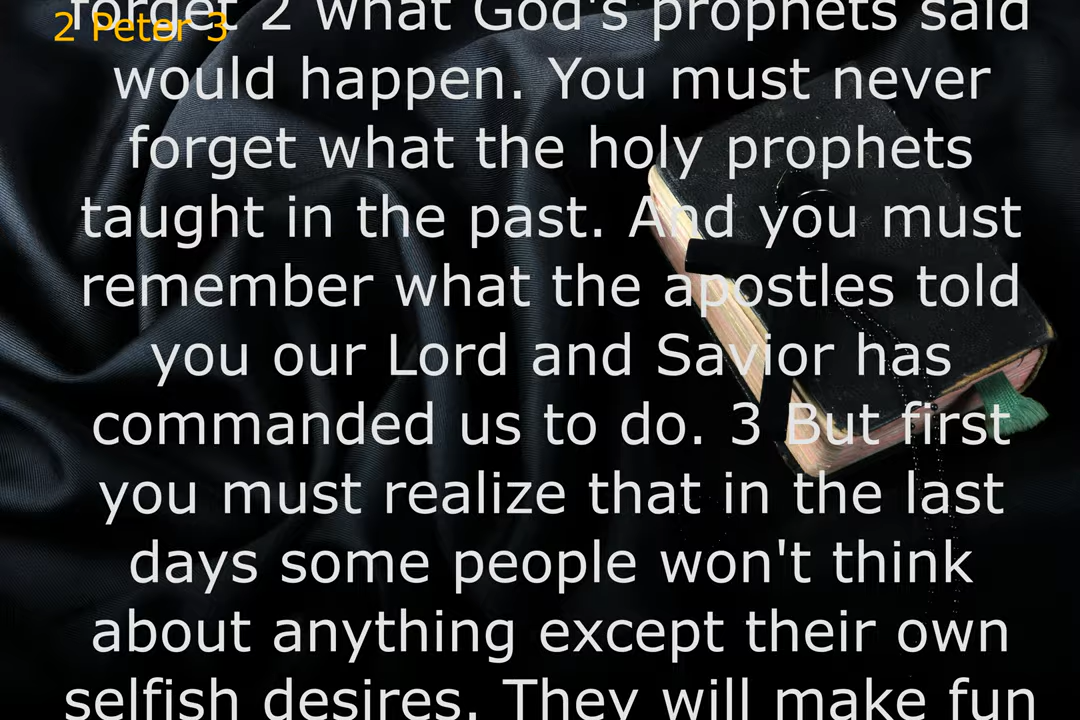 2 Peter 3
forget 2 what God's prophets said
would happen. You must never
forget what the holy prophets
taught in the past. And you must
remember what the apostles told
you our Lord and Savior has
commanded us to do. 3 But first
you must realize that in the last
days some people won't think
about anything except their own
selfish desires. They will make fun